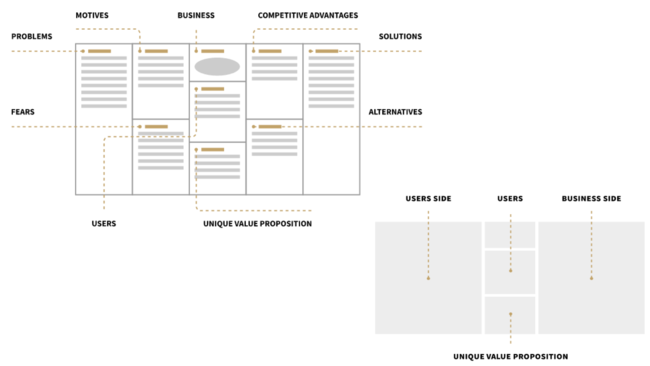 MOTIVES
BUSINESS
COMPETITIVE ADVANTAGES
PROBLEMS
SOLUTIONS
FEARS
ALTERNATIVES
USERS
UNIQUE VALUE PROPOSITION
USERS SIDE
USERS
BUSINESS SIDE
UNIQUE VALUE PROPOSITION